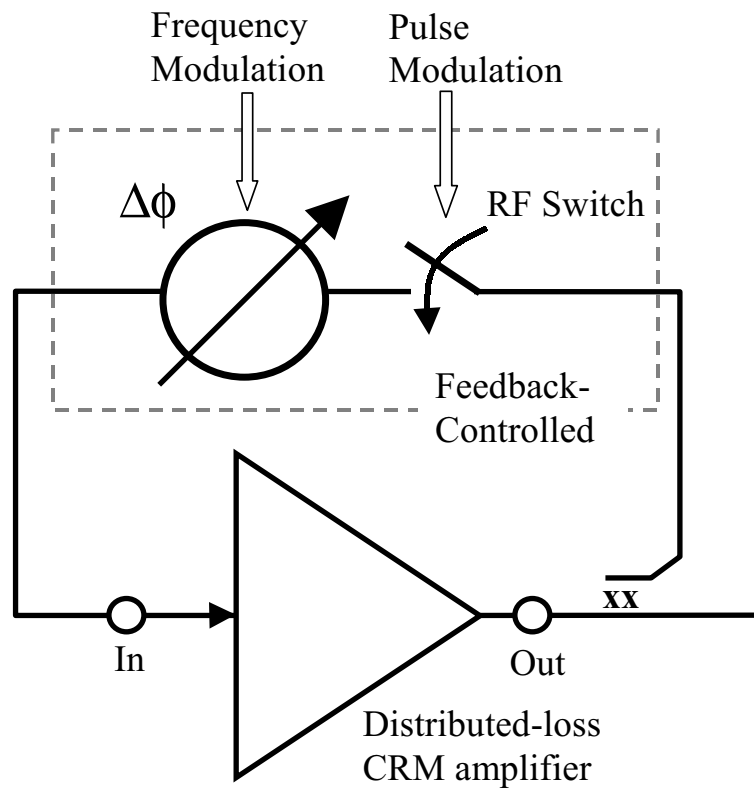 Frequency
Modulation
Pulse
Modulation
Δϕ
RF Switch
Feedback-
Controlled
xx
In
Out
Distributed-loss
CRM amplifier